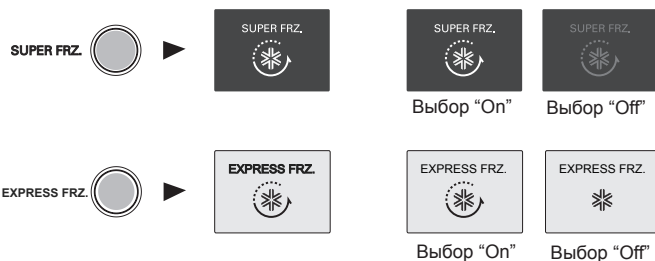 SUPER FRZ.
SUPER FRZ.
SUPER FRZ.
SUPER FRZ.
Выбор “On”
Выбор “Off”
EXPRESS FRZ.
EXPRESS FRZ.
EXPRESS FRZ.
EXPRESS FRZ.
Выбор “On”
Выбор “Off”